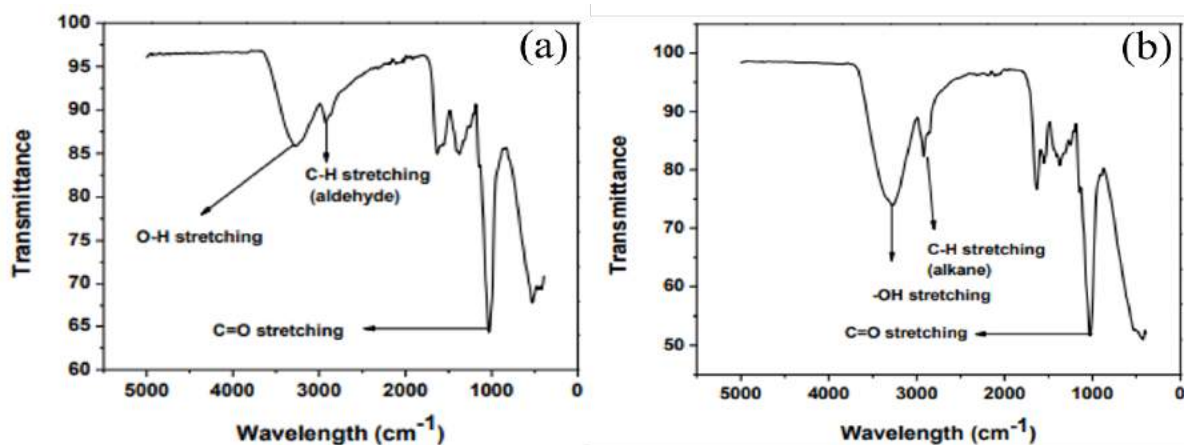 (a)
100
95
90
85
80
75
70
65
60
Transmittance
C-H stretching
(aldehyde)
O-H stretching
C=O stretching
5000 4000 3000 2000 1000 0
Wavelength (cm-1)
(b)
100
90
80
70
60
50
Transmittance
C-H stretching
(alkane)
-OH stretching
C=O stretching
5000 4000 3000 2000 1000 0
Wavelength (cm-1)